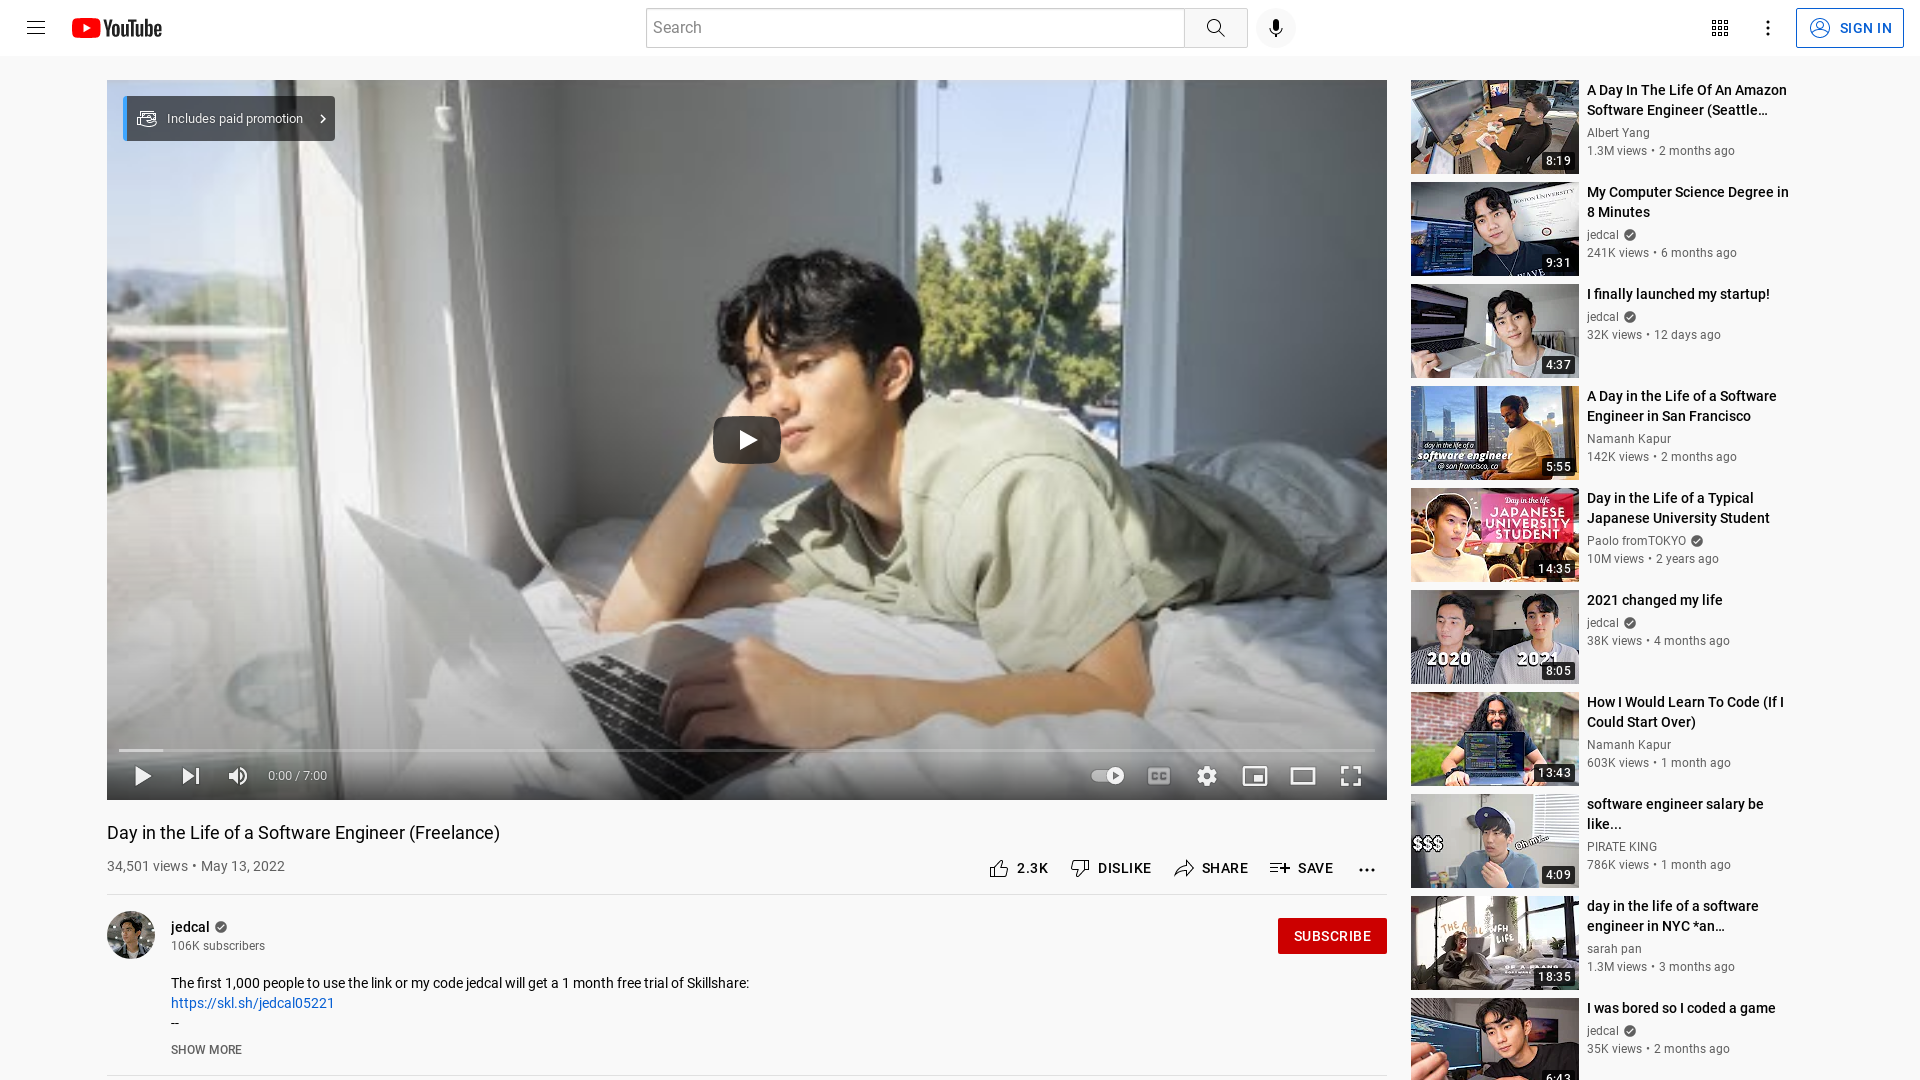 YouTube
Search
SIGN IN
Includes paid promotion
0:00 / 7:00
CC
Day in the Life of a Software Engineer (Freelance)
34,501 views • May 13, 2022
2.3K
DISLIKE
SHARE
SAVE
jedcal
106K subscribers
SUBSCRIBE
The first 1,000 people to use the link or my code jedcal will get a 1 month free trial of Skillshare:
https://skl.sh/jedcal05221
--
SHOW MORE
8:19
A Day In The Life Of An Amazon
Software Engineer (Seattle…
Albert Yang
1.3M views • 2 months ago
BOSTON UNIVERSITY
9:31
My Computer Science Degree in
8 Minutes
jedcal
241K views • 6 months ago
4:37
I finally launched my startup!
jedcal
32K views • 12 days ago
day in the life of a
software engineer
@ san francisco, ca
5:55
A Day in the Life of a Software
Engineer in San Francisco
Namanh Kapur
142K views • 2 months ago
Day in the life
JAPANESE
UNIVERSITY
STUDENT
14:35
Day in the Life of a Typical
Japanese University Student
Paolo fromTOKYO
10M views • 2 years ago
2020
2021
8:05
2021 changed my life
jedcal
38K views • 4 months ago
13:43
How I Would Learn To Code (If I
Could Start Over)
Namanh Kapur
603K views • 1 month ago
$$$
Oh my...
4:09
software engineer salary be
like...
PIRATE KING
786K views • 1 month ago
THE REAL WFH
LIFE
18:35
day in the life of a software
engineer in NYC *an…
sarah pan
1.3M views • 3 months ago
6:43
I was bored so I coded a game
jedcal
35K views • 2 months ago